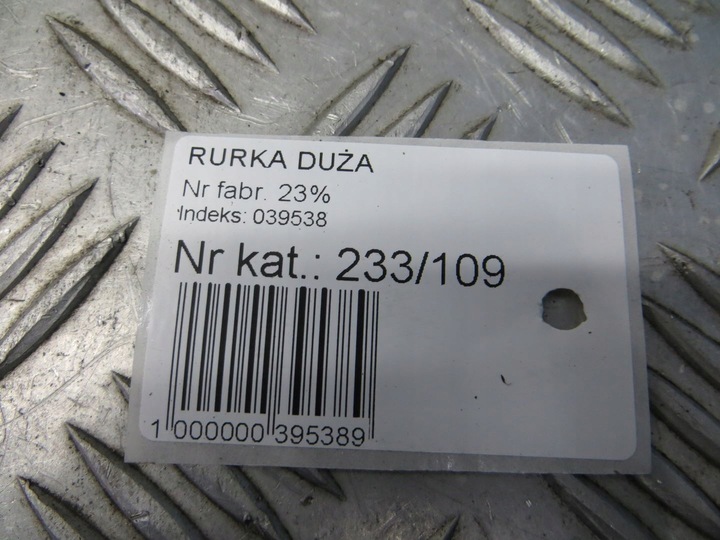 RURKA DUŻA
Nr fabr. 23%
Indeks: 039538
Nr kat.: 233/109
1 000000 395389